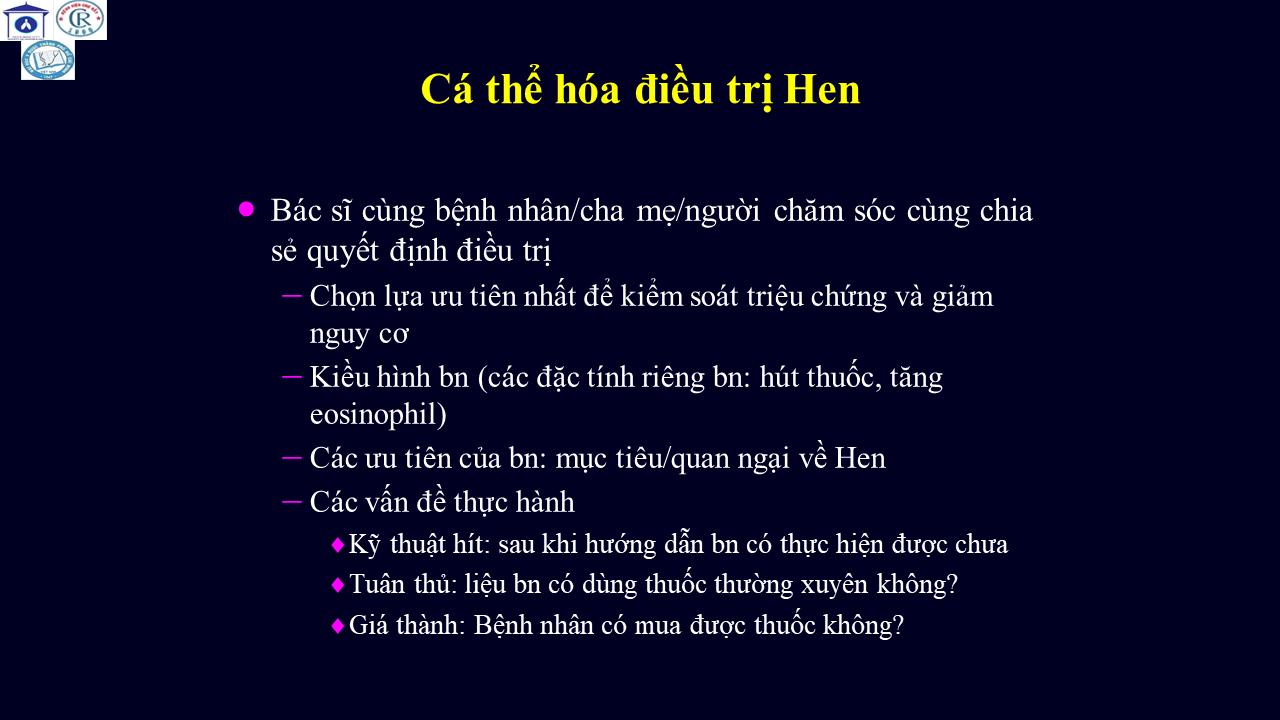 Cá thể hóa điều trị Hen
● Bác sĩ cùng bệnh nhân/cha mẹ/người chăm sóc cùng chia
sẻ quyết định điều trị
– Chọn lựa ưu tiên nhất để kiểm soát triệu chứng và giảm
nguy cơ
– Kiều hình bn (các đặc tính riêng bn: hút thuốc, tăng
eosinophil)
– Các ưu tiên của bn: mục tiêu/quan ngại về Hen
– Các vấn đề thực hành
♦Kỹ thuật hít: sau khi hướng dẫn bn có thực hiện được chưa
♦Tuân thủ: liệu bn có dùng thuốc thường xuyên không?
♦Giá thành: Bệnh nhân có mua được thuốc không?